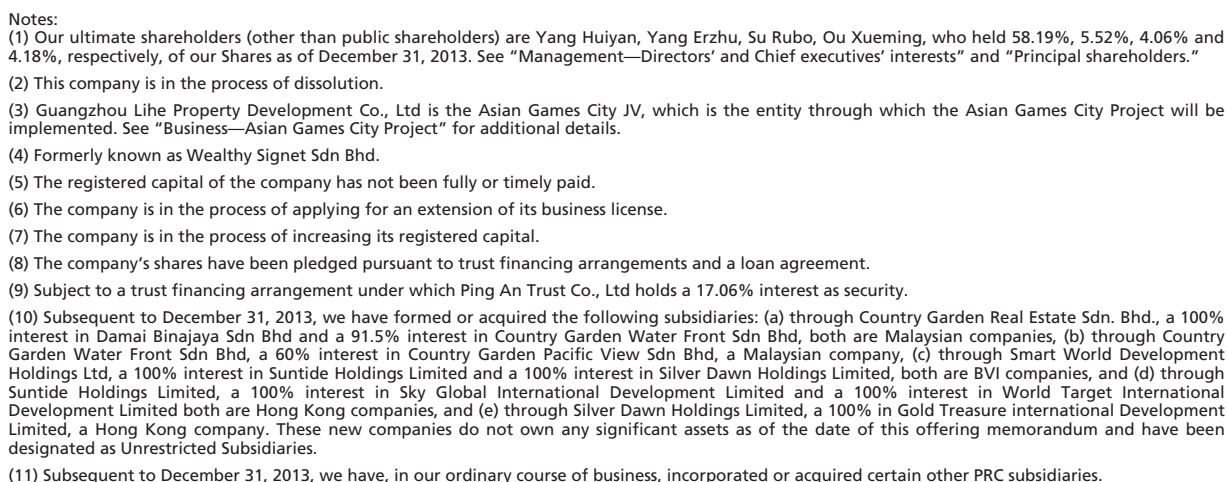 Notes:
(1) Our ultimate shareholders (other than public shareholders) are Yang Huiyan, Yang Erzhu, Su Rubo, Ou Xueming, who held 58.19%, 5.52%, 4.06% and
4.18%, respectively, of our Shares as of December 31, 2013. See “Management—Directors’ and Chief executives’ interests” and “Principal shareholders.”
(2) This company is in the process of dissolution.
(3) Guangzhou Lihe Property Development Co., Ltd is the Asian Games City JV, which is the entity through which the Asian Games City Project will be
implemented. See “Business—Asian Games City Project” for additional details.
(4) Formerly known as Wealthy Signet Sdn Bhd.
(5) The registered capital of the company has not been fully or timely paid.
(6) The company is in the process of applying for an extension of its business license.
(7) The company is in the process of increasing its registered capital.
(8) The company’s shares have been pledged pursuant to trust financing arrangements and a loan agreement.
(9) Subject to a trust financing arrangement under which Ping An Trust Co., Ltd holds a 17.06% interest as security.
(10) Subsequent to December 31, 2013, we have formed or acquired the following subsidiaries: (a) through Country Garden Real Estate Sdn. Bhd., a 100%
interest in Damai Binajaya Sdn Bhd and a 91.5% interest in Country Garden Water Front Sdn Bhd, both are Malaysian companies, (b) through Country
Garden Water Front Sdn Bhd, a 60% interest in Country Garden Pacific View Sdn Bhd, a Malaysian company, (c) through Smart World Development
Holdings Ltd, a 100% interest in Suntide Holdings Limited and a 100% interest in Silver Dawn Holdings Limited, both are BVI companies, and (d) through
Suntide Holdings Limited, a 100% interest in Sky Global International Development Limited and a 100% interest in World Target International
Development Limited both are Hong Kong companies, and (e) through Silver Dawn Holdings Limited, a 100% in Gold Treasure international Development
Limited, a Hong Kong company. These new companies do not own any significant assets as of the date of this offering memorandum and have been
designated as Unrestricted Subsidiaries.
(11) Subsequent to December 31, 2013, we have, in our ordinary course of business, incorporated or acquired certain other PRC subsidiaries.